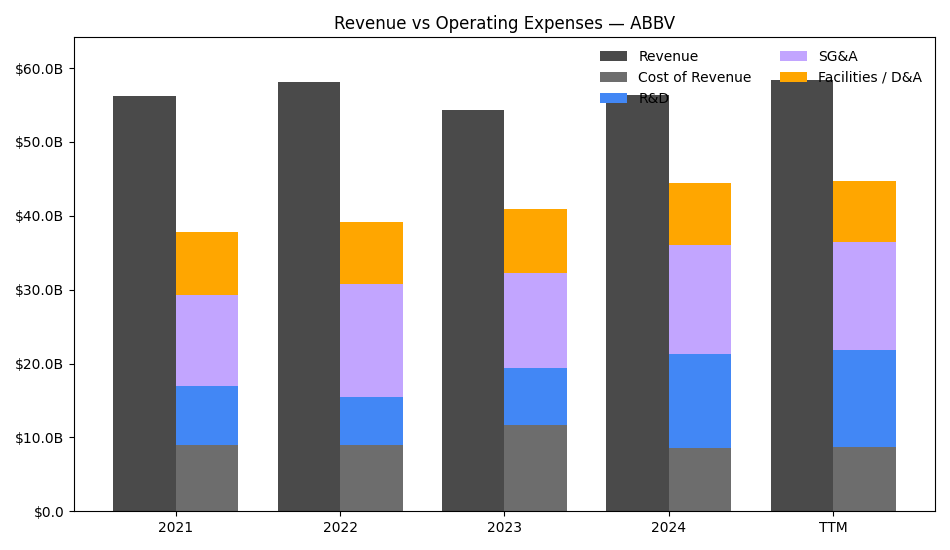 Revenue vs Operating Expenses — ABBV
Revenue
Cost of Revenue
R&D
SG&A
Facilities / D&A
$60.0B
$50.0B
$40.0B
$30.0B
$20.0B
$10.0B
$0.0
2021 2022 2023 2024 TTM